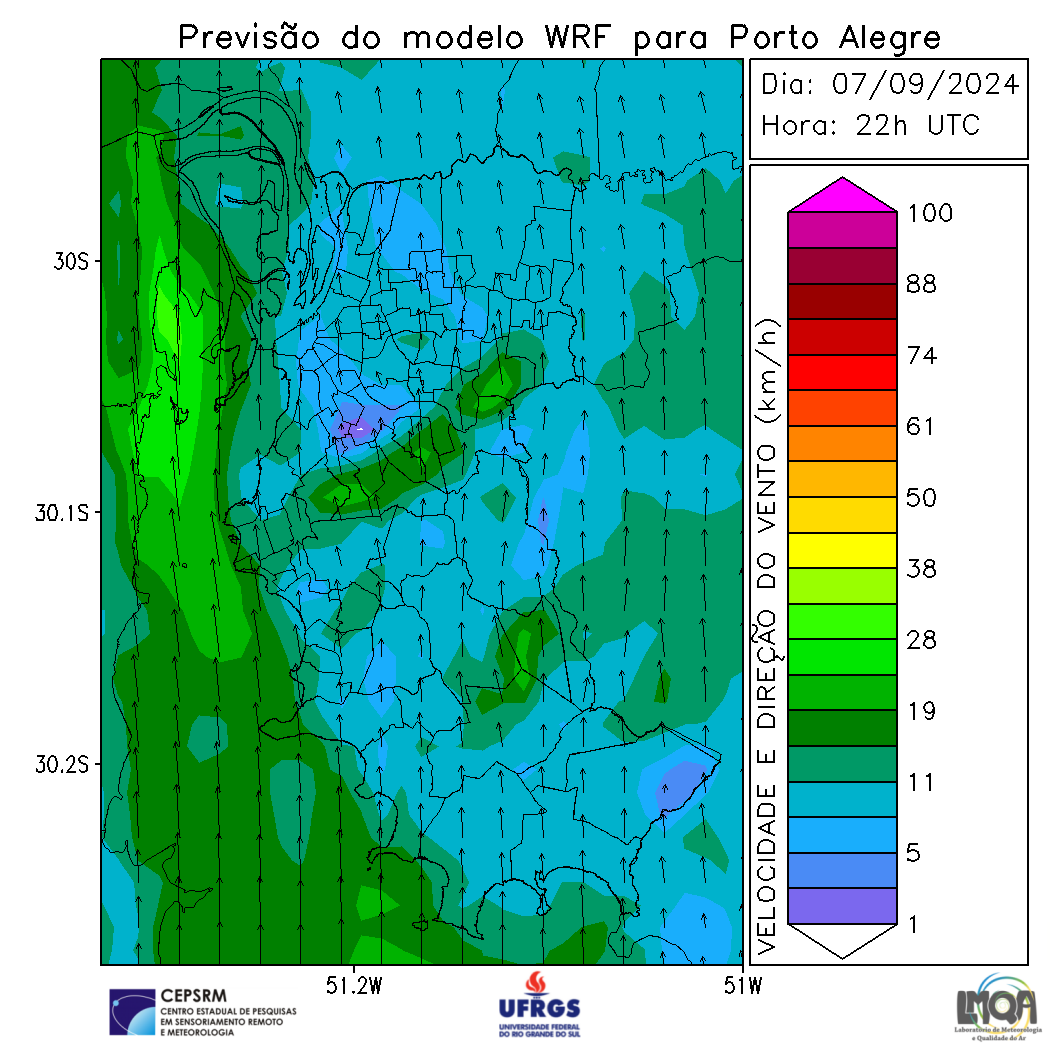 Previsão do modelo WRF para Porto Alegre
Dia: 07/09/2024
Hora: 22h UTC
30S
30.1S
30.2S
51.2W
51W
VELOCIDADE E DIREÇÃO DO VENTO (km/h)
100
88
74
61
50
38
28
19
11
5
1
CEPSRM
CENTRO ESTADUAL DE PESQUISAS
EM SENSORIAMENTO REMOTO
E METEOROLOGIA
UFRGS
UNIVERSIDADE FEDERAL
DO RIO GRANDE DO SUL
LMQA
Laboratório de Meteorologia
e Qualidade do Ar